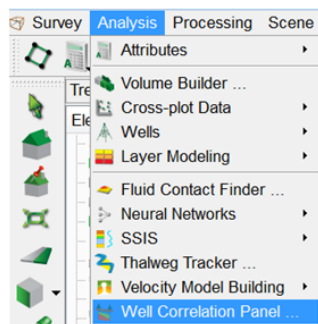 Survey Analysis Processing Scene
Attributes
Volume Builder ...
Tre
Cross-plot Data
Ele
Wells
Layer Modeling
Fluid Contact Finder ...
Neural Networks
SSIS
Thalweg Tracker ...
Velocity Model Building
Well Correlation Panel ...